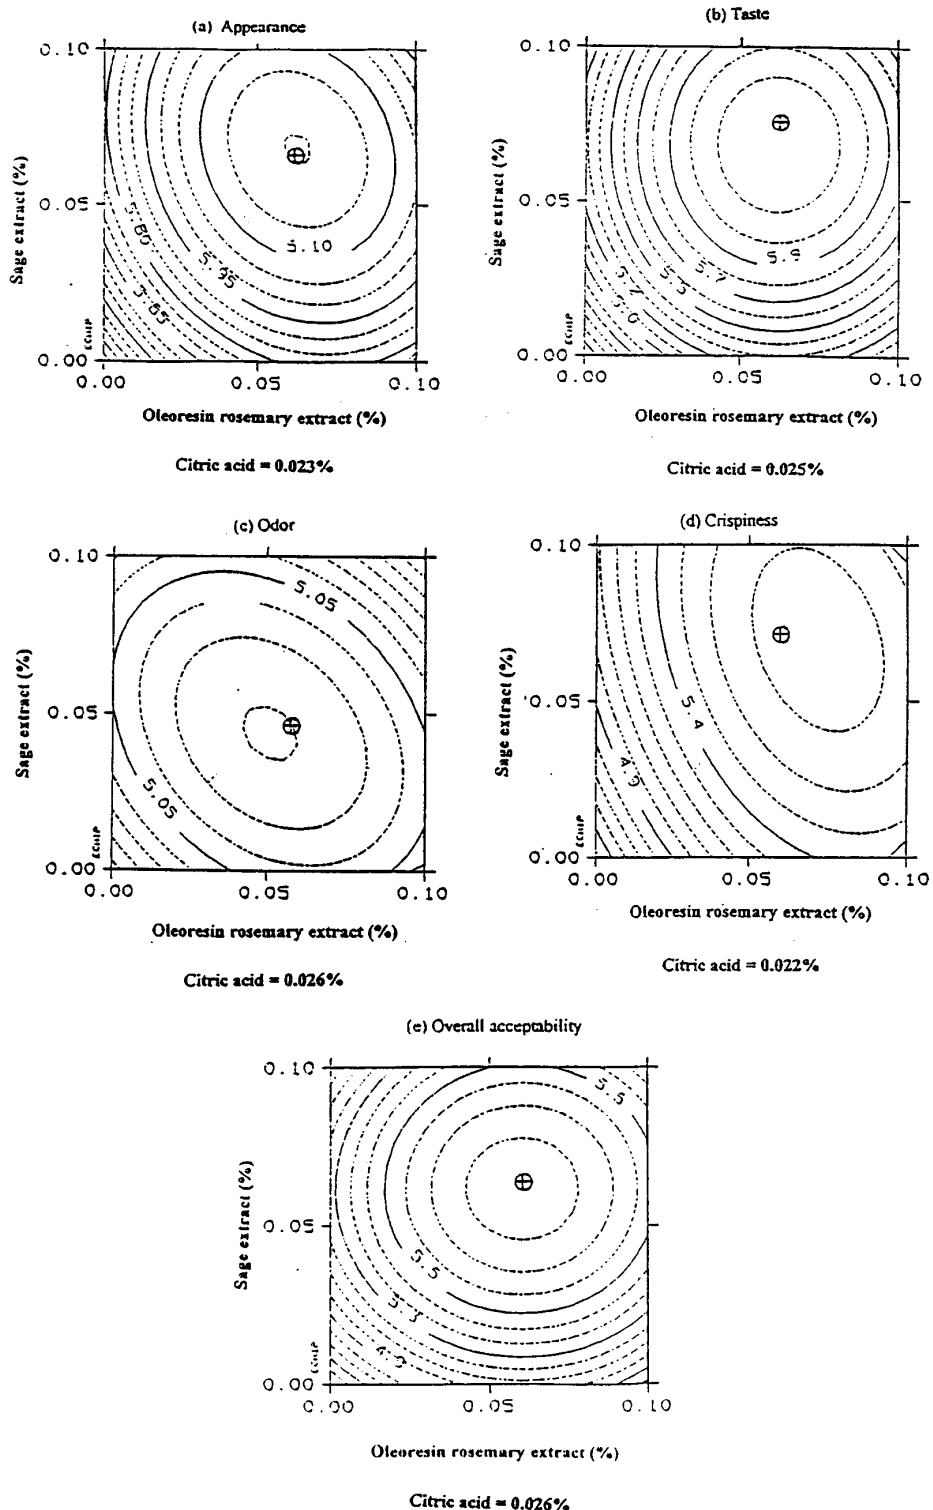 (a) Appearance
0.10
Sage extract (%)
0.05
5.10
0.00
0.00 0.05 0.10
Oleoresin rosemary extract (%)
Citric acid = 0.023%
(b) Taste
0.10
Sage extract (%)
0.05
5.9
5.7
0.00
0.00 0.05 0.10
Oleoresin rosemary extract (%)
Citric acid = 0.025%
(c) Odor
0.10
5.05
Sage extract (%)
0.05
5.05
0.00
0.00 0.05 0.10
Oleoresin rosemary extract (%)
Citric acid = 0.026%
(d) Crispiness
0.10
Sage extract (%)
0.05
5.4
4.9
0.00
0.00 0.05 0.10
Oleoresin rosemary extract (%)
Citric acid = 0.022%
(e) Overall acceptability
0.10
5.5
Sage extract (%)
0.05
5.5
0.00
0.00 0.05 0.10
Oleoresin rosemary extract (%)
Citric acid = 0.026%